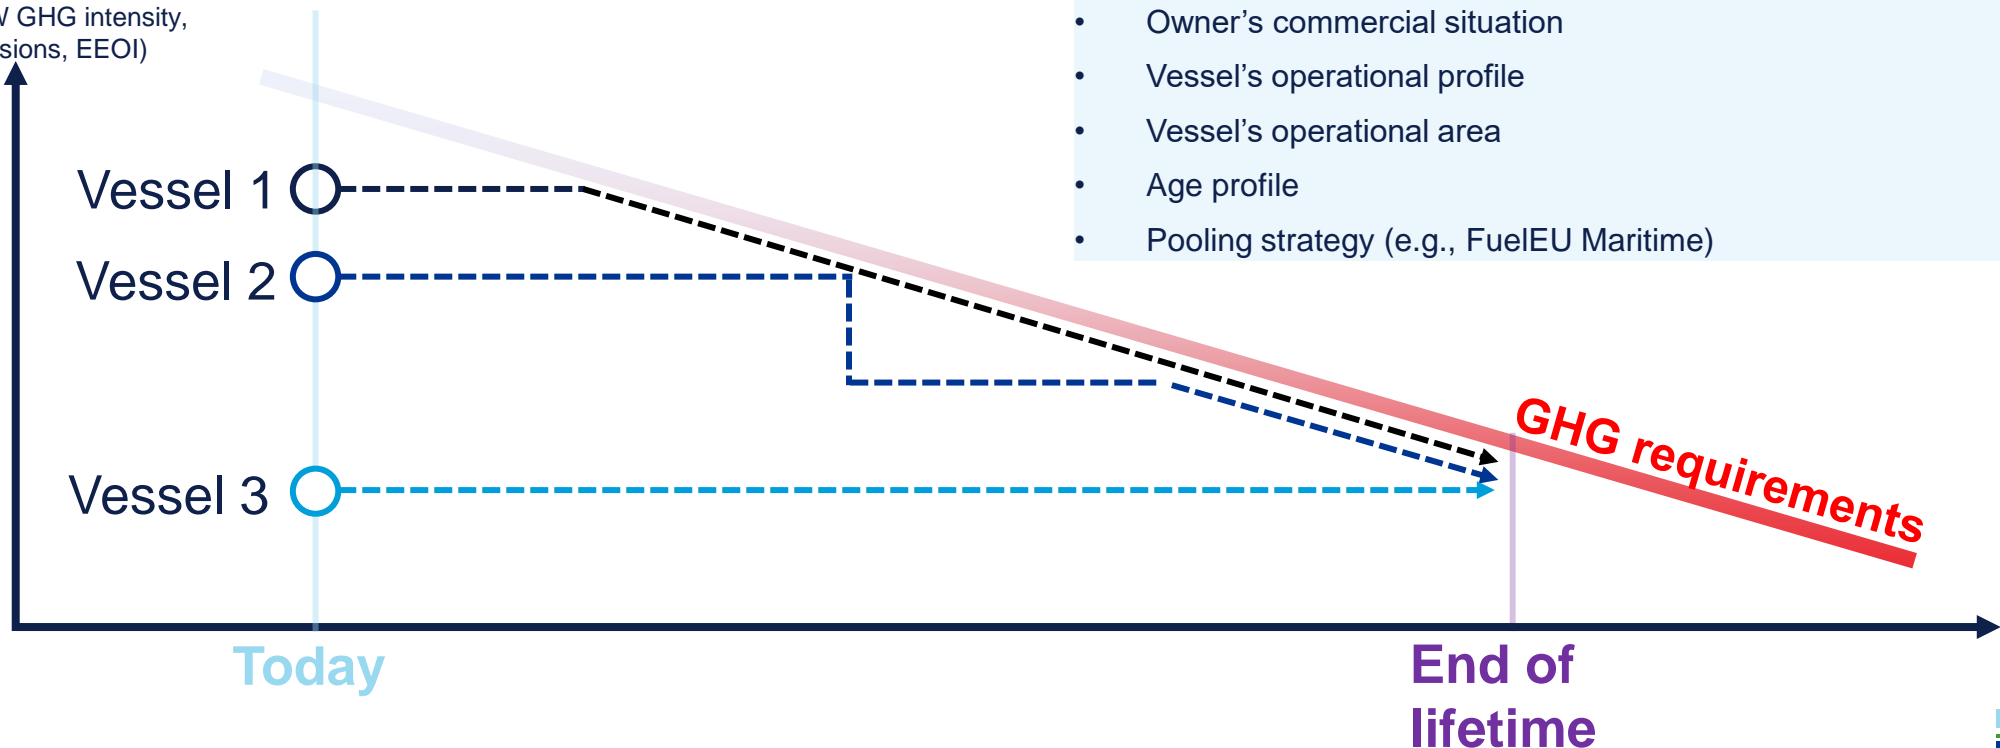 GHG intensity,
EEOI)
• Owner’s commercial situation
• Vessel’s operational profile
• Vessel’s operational area
• Age profile
• Pooling strategy (e.g., FuelEU Maritime)
Vessel 1
Vessel 2
Vessel 3
GHG requirements
Today
End of
lifetime